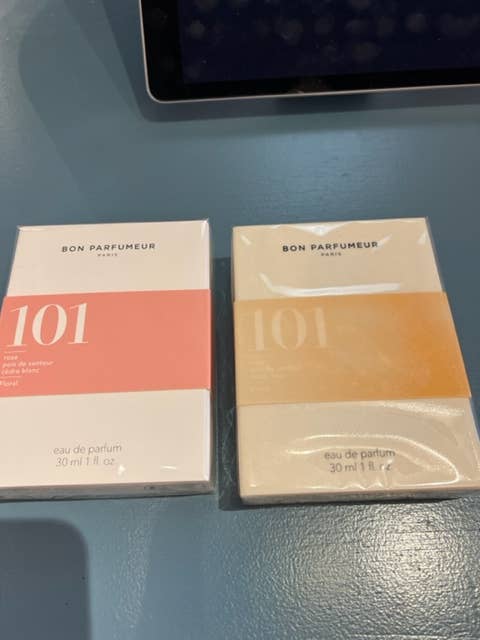 BON PARFUMEUR
PARIS
101
rose
pois de senteur
cèdre blanc
Floral
eau de parfum
30 ml 1 fl. oz
BON PARFUMEUR
PARIS
101
eau de parfum
30 ml 1 fl. oz